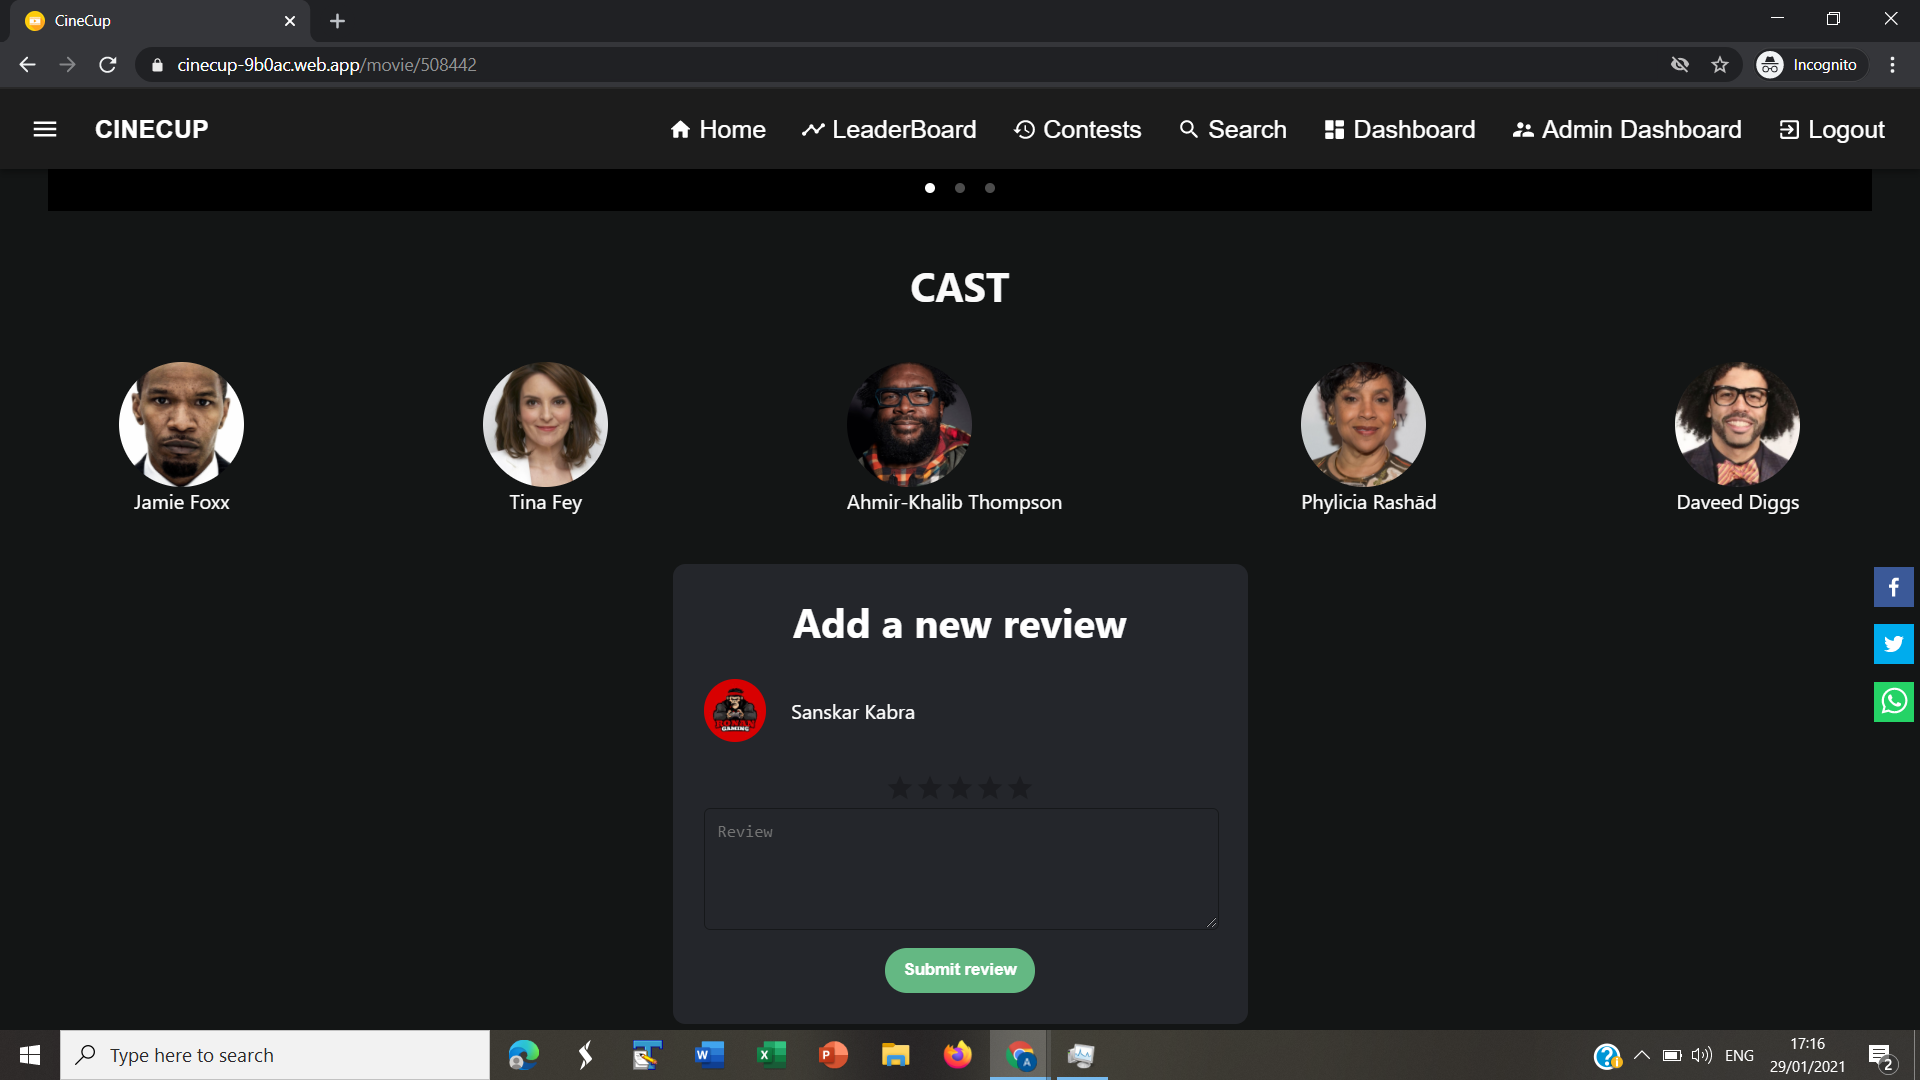 CineCup
cinecup-9b0ac.web.app/movie/508442
Incognito
CINECUP
Home
LeaderBoard
Contests
Search
Dashboard
Admin Dashboard
Logout
CAST
Jamie Foxx
Tina Fey
Ahmir-Khalib Thompson
Phylicia Rashād
Daveed Diggs
Add a new review
RONAN
GAMING
Sanskar Kabra
Review
Submit review
Type here to search
ENG
17:16
29/01/2021
2